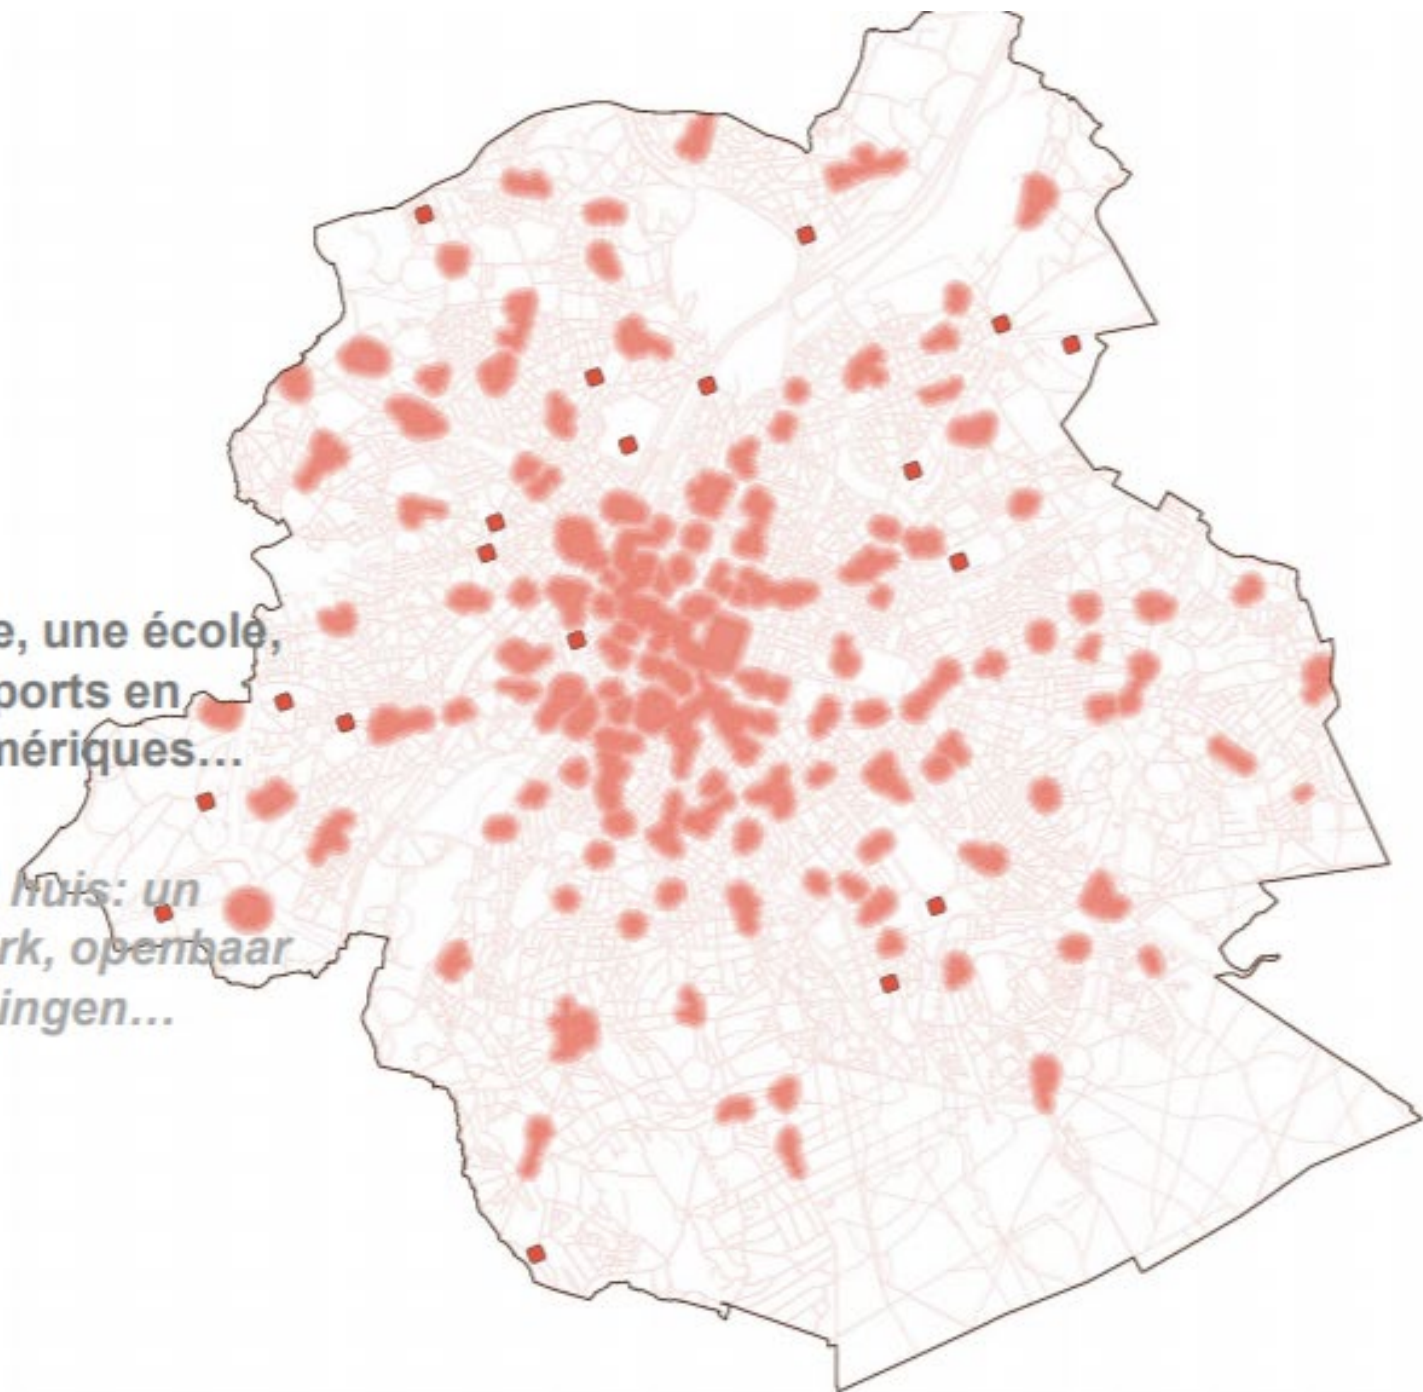 e, une école,
ports en
mériques...
huis: un
rk, openbaar
ingen...